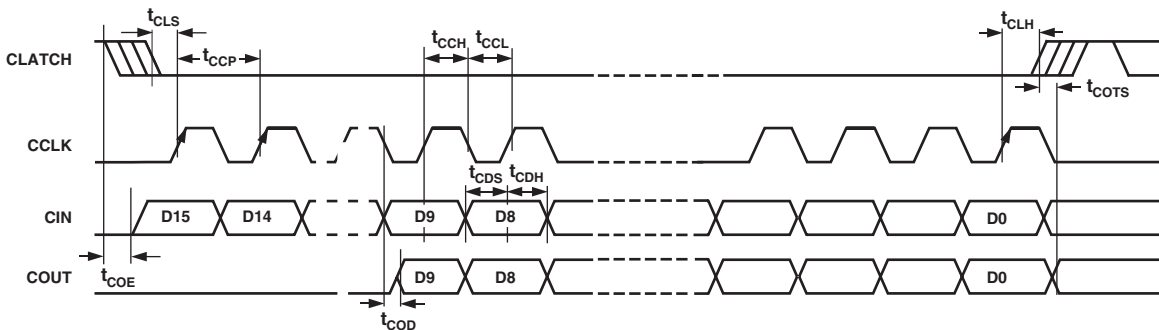 tCLS
tCLH
tCCH tCCL
tCCP
CLATCH
tCOTS
CCLK
tCDS tCDH
CIN D15 D14 D9 D8 D0
tCOE
COUT D9 D8 D0
tCOD